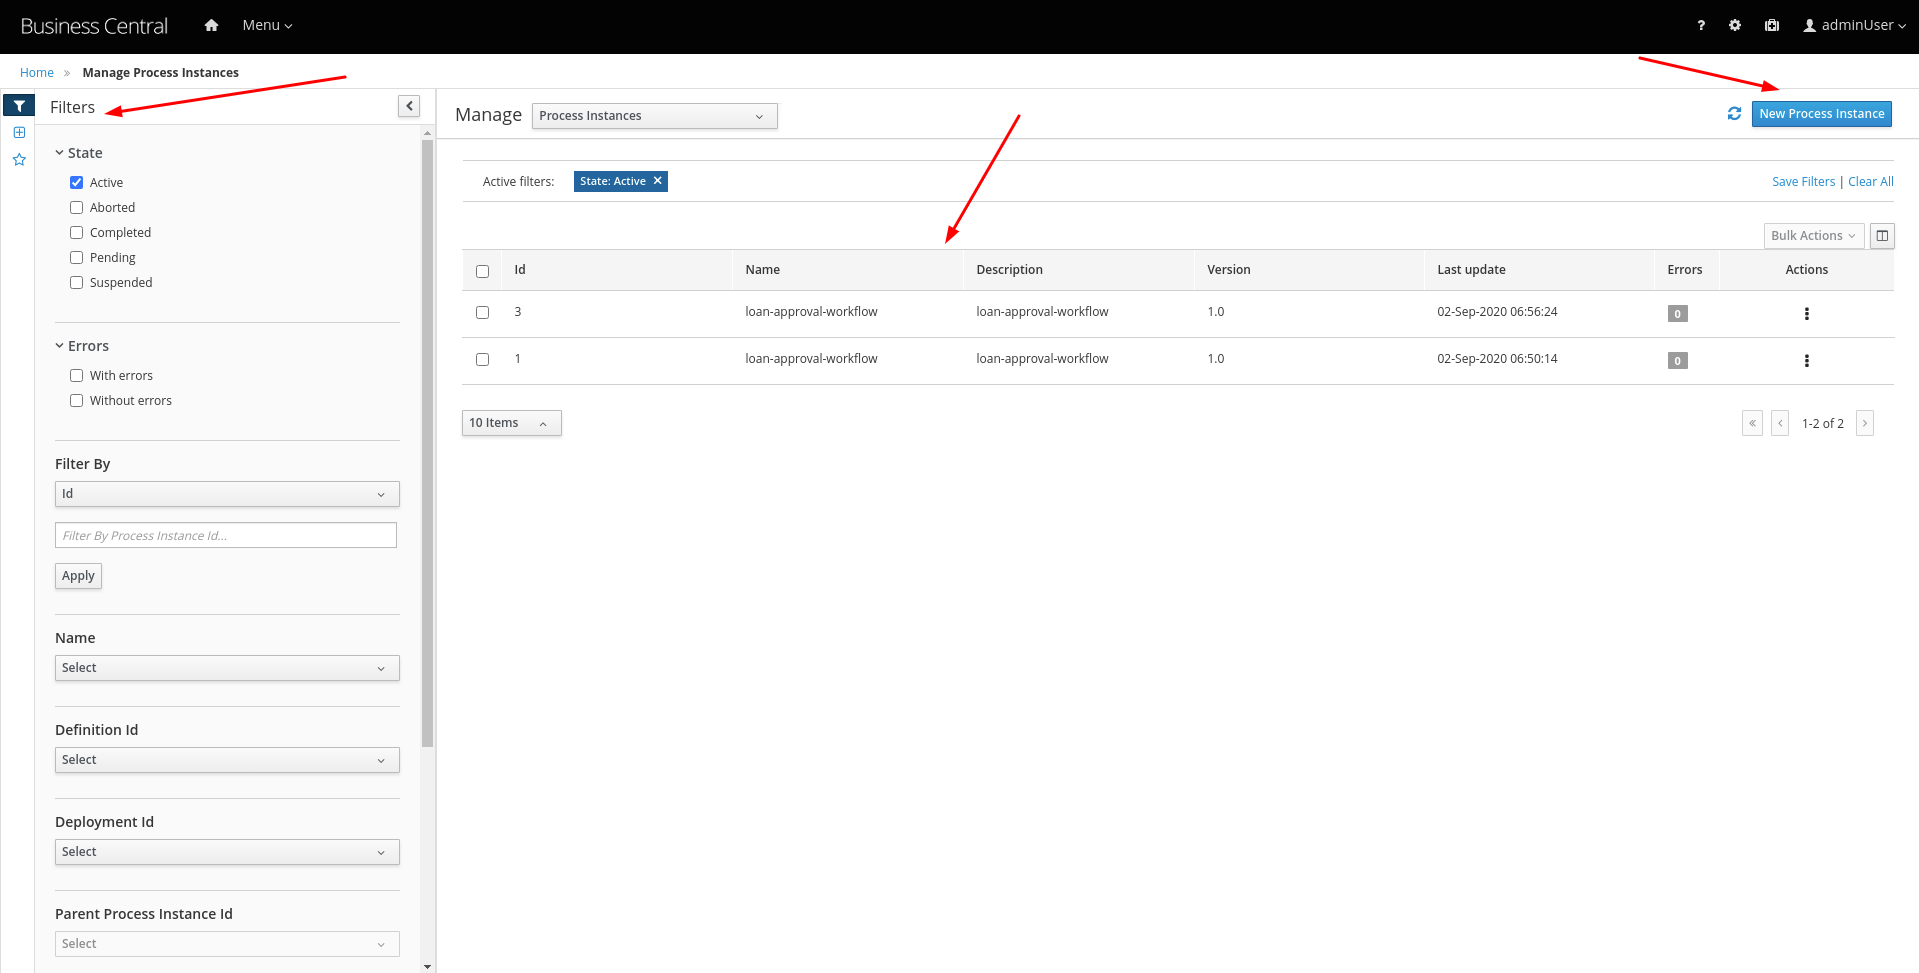 Business Central Menu ? adminUser
Home » Manage Process Instances
Filters
State
Active
Aborted
Completed
Pending
Suspended
Errors
With errors
Without errors
Filter By
Id
Filter By Process Instance Id...
Apply
Name
Select
Definition Id
Select
Deployment Id
Select
Parent Process Instance Id
Select
Manage Process Instances New Process Instance
Active filters: State: Active × Save Filters | Clear All
Bulk Actions
Id Name Description Version Last update Errors Actions
3 loan-approval-workflow loan-approval-workflow 1.0 02-Sep-2020 06:56:24 0
1 loan-approval-workflow loan-approval-workflow 1.0 02-Sep-2020 06:50:14 0
10 Items « ‹ 1-2 of 2 ›